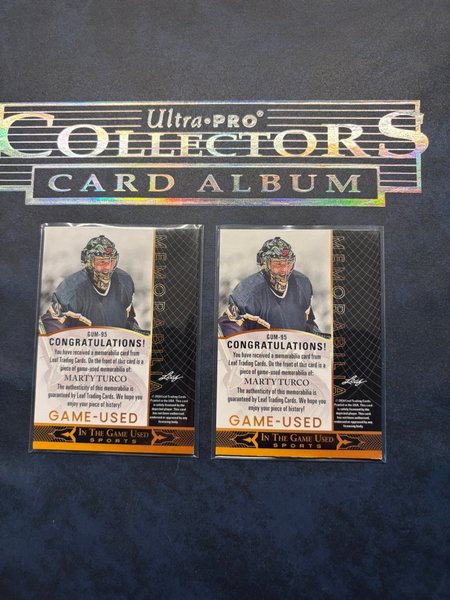 Ultra•PRO®
COLLECTORS
CARD ALBUM
MEMORABILIA
GUM-95
CONGRATULATIONS!
You have received a memorabilia card from
Leaf Trading Cards. On the front of this card is a
piece of game-used memorabilia of:
MARTY TURCO
The authenticity of this memorabilia is
guaranteed by Leaf Trading Cards. We hope you
enjoy your piece of history!
GAME-USED
Leaf
IN THE GAME USED
SPORTS
MEMORABILIA
GUM-95
CONGRATULATIONS!
You have received a memorabilia card from
Leaf Trading Cards. On the front of this card is a
piece of game-used memorabilia of:
MARTY TURCO
The authenticity of this memorabilia is
guaranteed by Leaf Trading Cards. We hope you
enjoy your piece of history!
GAME-USED
Leaf
IN THE GAME USED
SPORTS